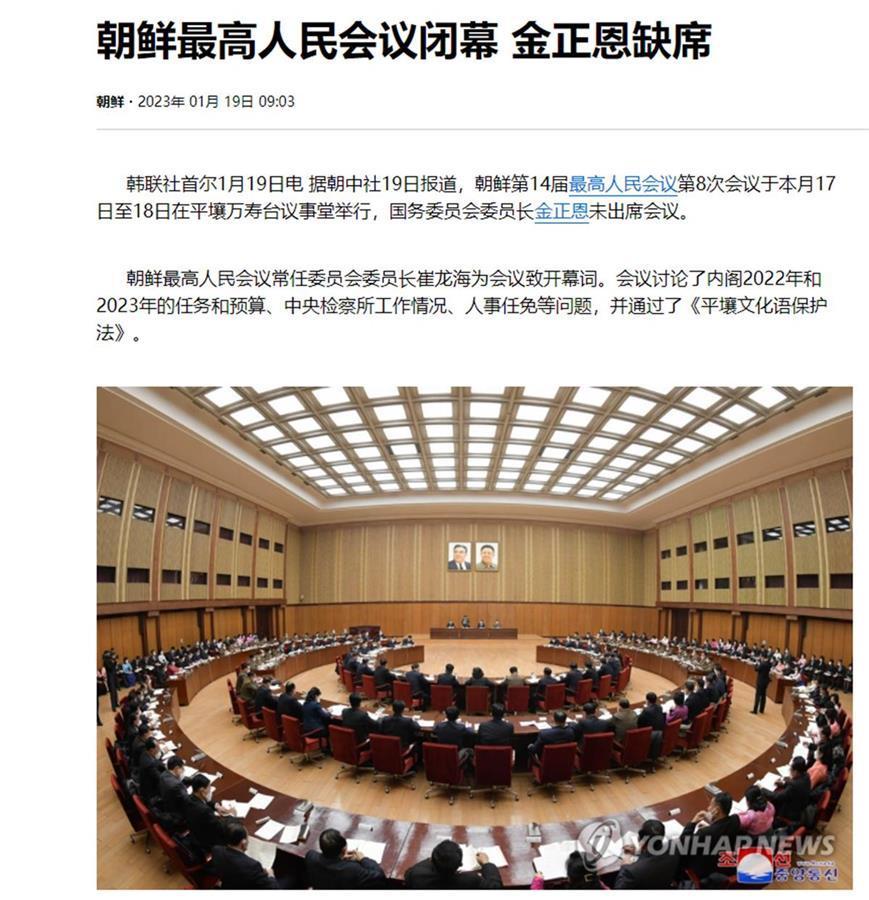 朝鲜最高人民会议闭幕 金正恩缺席
朝鲜 · 2023年 01月 19日 09:03
韩联社首尔1月19日电 据朝中社19日报道，朝鲜第14届最高人民会议第8次会议于本月17
日至18日在平壤万寿台议事堂举行，国务委员会委员长金正恩未出席会议。
朝鲜最高人民会议常任委员会委员长崔龙海为会议致开幕词。会议讨论了内阁2022年和
2023年的任务和预算、中央检察所工作情况、人事任免等问题，并通过了《平壤文化语保护
法》。
YONHAP NEWS
조선
중앙통신